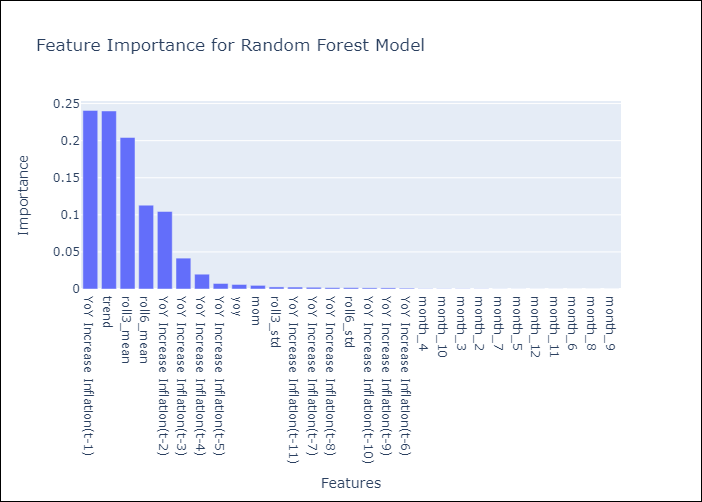 Feature Importance for Random Forest Model
0.25
0.2
0.15
0.1
0.05
0
Importance
YoY Increase Inflation(t-1)
trend
roll3_mean
roll6_mean
YoY Increase Inflation(t-2)
YoY Increase Inflation(t-3)
YoY Increase Inflation(t-4)
YoY Increase Inflation(t-5)
yoy
mom
roll3_std
YoY Increase Inflation(t-11)
YoY Increase Inflation(t-7)
YoY Increase Inflation(t-8)
roll6_std
YoY Increase Inflation(t-10)
YoY Increase Inflation(t-9)
YoY Increase Inflation(t-6)
month_4
month_10
month_3
month_2
month_7
month_5
month_12
month_11
month_6
month_8
month_9
Features